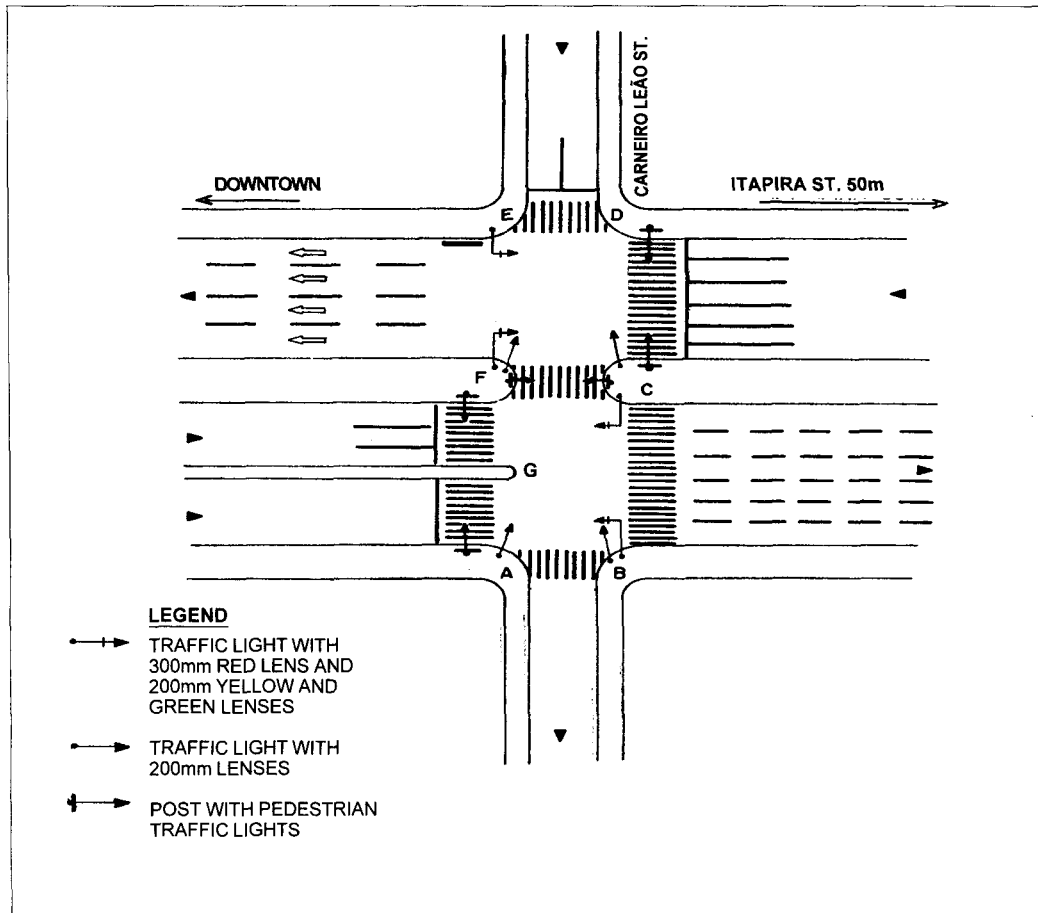 CARNEIRO LEÃO ST.
DOWNTOWN
ITAPIRA ST. 50m
E
D
F
C
G
A
B
LEGEND
TRAFFIC LIGHT WITH
300mm RED LENS AND
200mm YELLOW AND
GREEN LENSES
TRAFFIC LIGHT WITH
200mm LENSES
POST WITH PEDESTRIAN
TRAFFIC LIGHTS